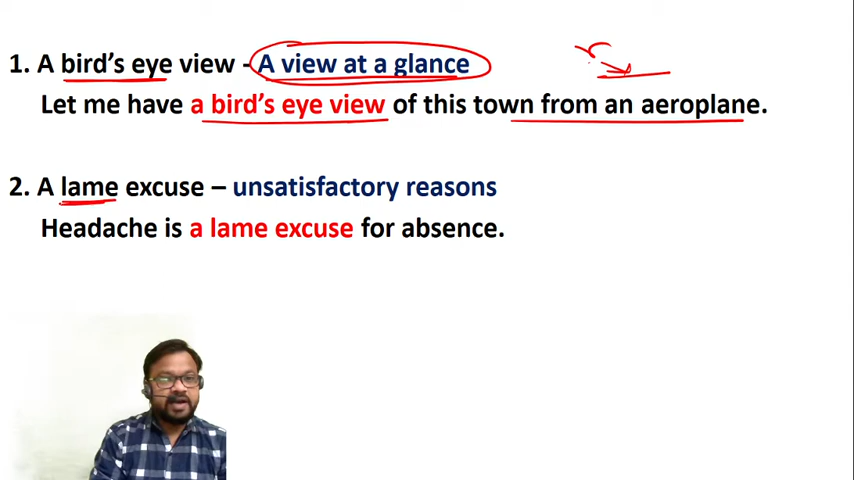 1. A bird's eye view - A view at a glance
Let me have a bird's eye view of this town from an aeroplane.
2. A lame excuse – unsatisfactory reasons
Headache is a lame excuse for absence.